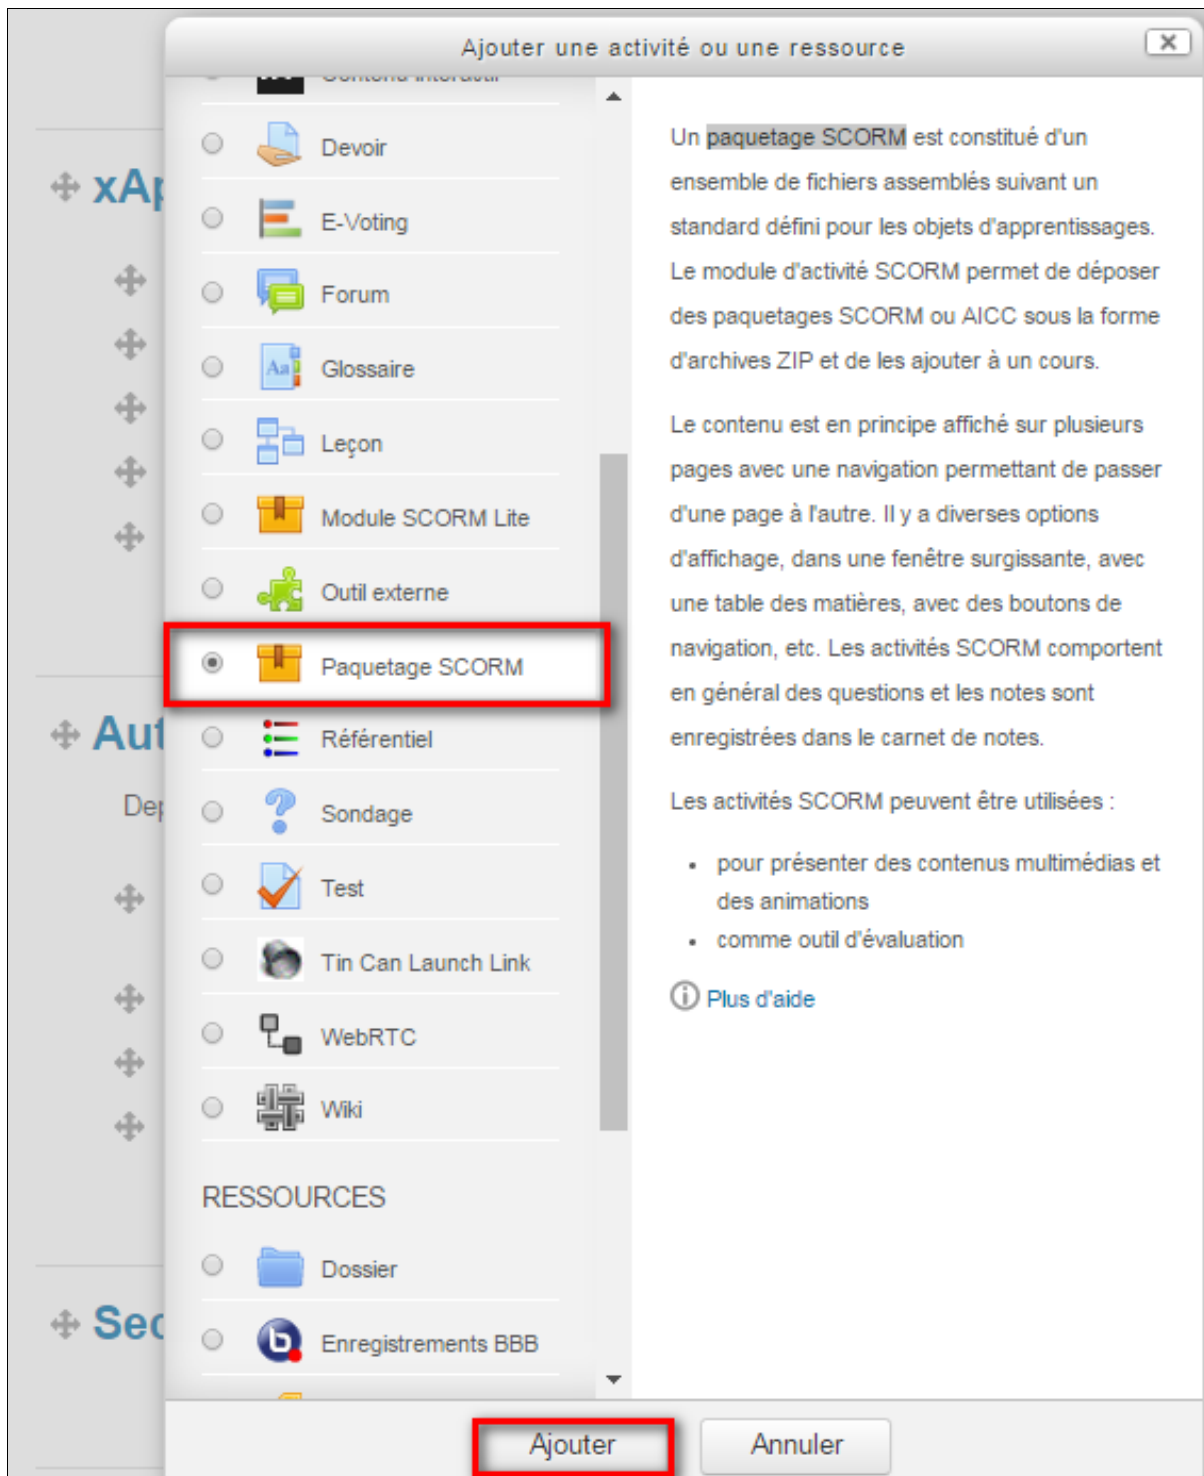 Ajouter une activité ou une ressource
Contenu interactif
Devoir
E-Voting
Forum
Glossaire
Leçon
Module SCORM Lite
Outil externe
Paquetage SCORM
Référentiel
Sondage
Test
Tin Can Launch Link
WebRTC
Wiki
RESSOURCES
Dossier
Enregistrements BBB
Un paquetage SCORM est constitué d'un
ensemble de fichiers assemblés suivant un
standard défini pour les objets d'apprentissages.
Le module d'activité SCORM permet de déposer
des paquetages SCORM ou AICC sous la forme
d'archives ZIP et de les ajouter à un cours.
Le contenu est en principe affiché sur plusieurs
pages avec une navigation permettant de passer
d'une page à l'autre. Il y a diverses options
d'affichage, dans une fenêtre surgissante, avec
une table des matières, avec des boutons de
navigation, etc. Les activités SCORM comportent
en général des questions et les notes sont
enregistrées dans le carnet de notes.
Les activités SCORM peuvent être utilisées :
• pour présenter des contenus multimédias et
des animations
• comme outil d'évaluation
Plus d'aide
Ajouter
Annuler
xAp
Aut
Dep
Sec